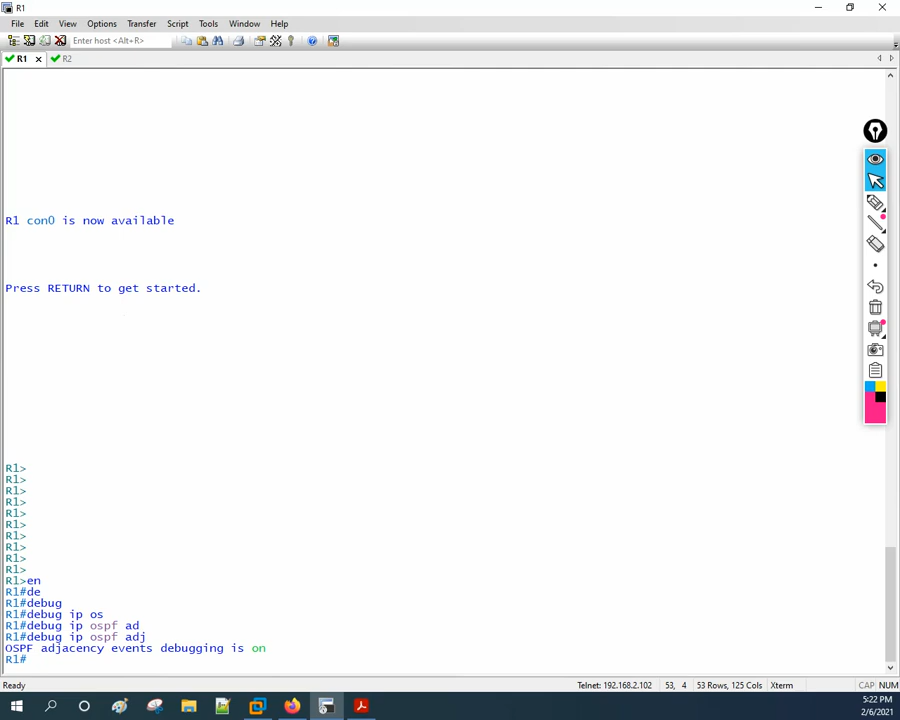 R1
File Edit View Options Transfer Script Tools Window Help
Enter host <Alt+R>
R1 R2
R1 con0 is now available
Press RETURN to get started.
R1>
R1>
R1>
R1>
R1>
R1>
R1>
R1>
R1>
R1>
R1>en
R1#de
R1#debug
R1#debug ip os
R1#debug ip ospf ad
R1#debug ip ospf adj
OSPF adjacency events debugging is on
R1#
Ready Telnet: 192.168.2.102 53, 4 53 Rows, 125 Cols Xterm CAP NUM
5:22 PM
2/6/2021